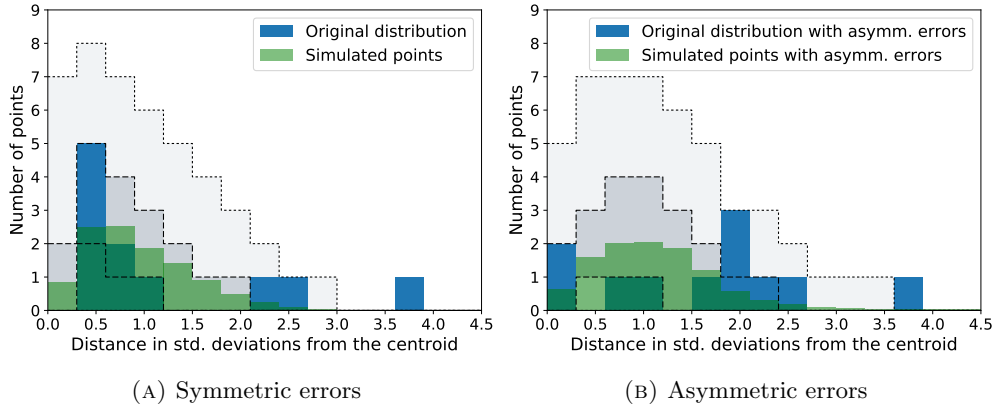 9
8
7
6
5
4
3
2
1
0
Number of points
Original distribution
Simulated points
0.0 0.5 1.0 1.5 2.0 2.5 3.0 3.5 4.0 4.5
Distance in std. deviations from the centroid
(A) Symmetric errors
9
8
7
6
5
4
3
2
1
0
Number of points
Original distribution with asymm. errors
Simulated points with asymm. errors
0.0 0.5 1.0 1.5 2.0 2.5 3.0 3.5 4.0 4.5
Distance in std. deviations from the centroid
(B) Asymmetric errors